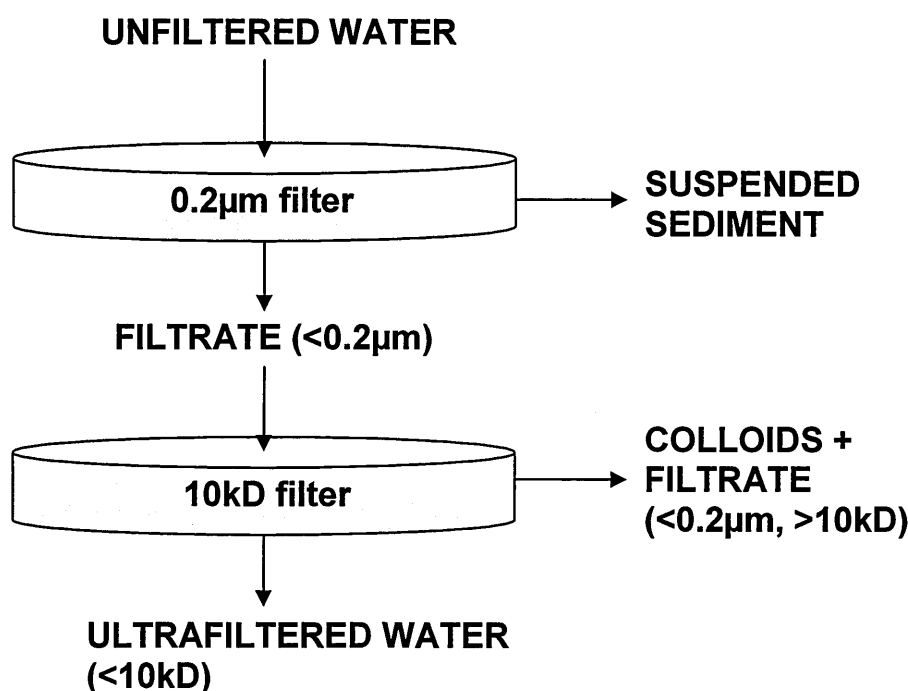 UNFILTERED WATER
0.2µm filter
SUSPENDED
SEDIMENT
FILTRATE (<0.2µm)
10kD filter
COLLOIDS +
FILTRATE
(<0.2µm, >10kD)
ULTRAFILTERED WATER
(<10kD)